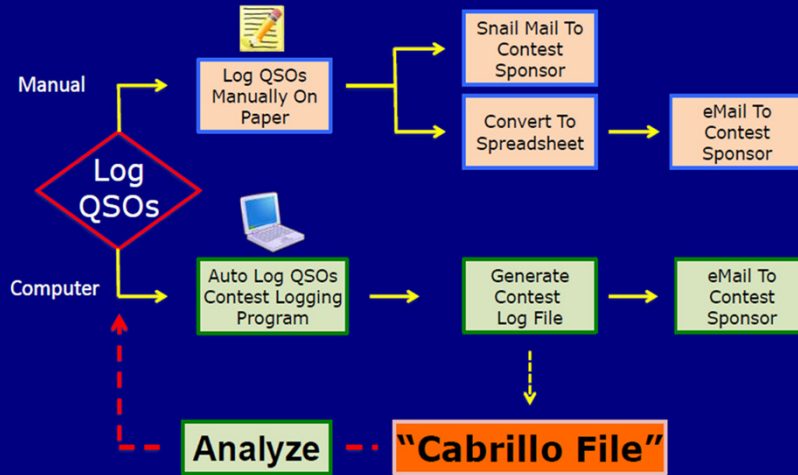 Manual
Log QSOs
Manually On
Paper
Snail Mail To
Contest
Sponsor
Convert To
Spreadsheet
eMail To
Contest
Sponsor
Log
QSOs
Computer
Auto Log QSOs
Contest Logging
Program
Generate
Contest
Log File
eMail To
Contest
Sponsor
Analyze
“Cabrillo File”